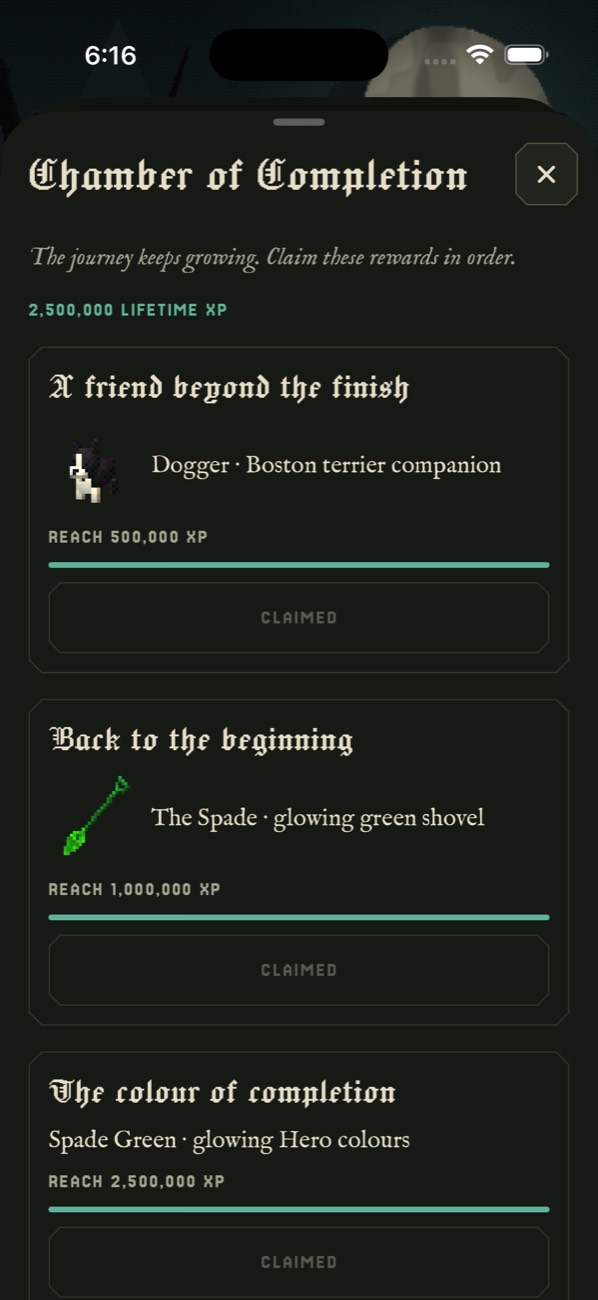 6:16
Chamber of Completion
The journey keeps growing. Claim these rewards in order.
2,500,000 LIFETIME XP
A friend beyond the finish
Dogger · Boston terrier companion
REACH 500,000 XP
CLAIMED
Back to the beginning
The Spade · glowing green shovel
REACH 1,000,000 XP
CLAIMED
The colour of completion
Spade Green · glowing Hero colours
REACH 2,500,000 XP
CLAIMED